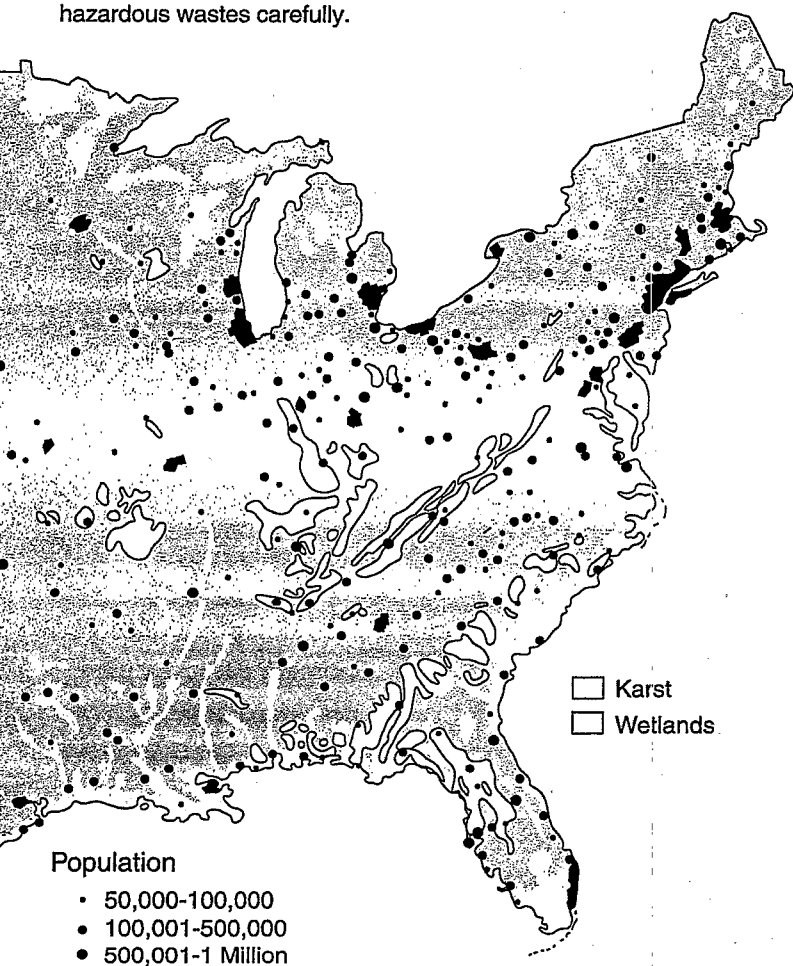 hazardous wastes carefully.
Karst
Wetlands
Population
50,000-100,000
100,001-500,000
500,001-1 Million